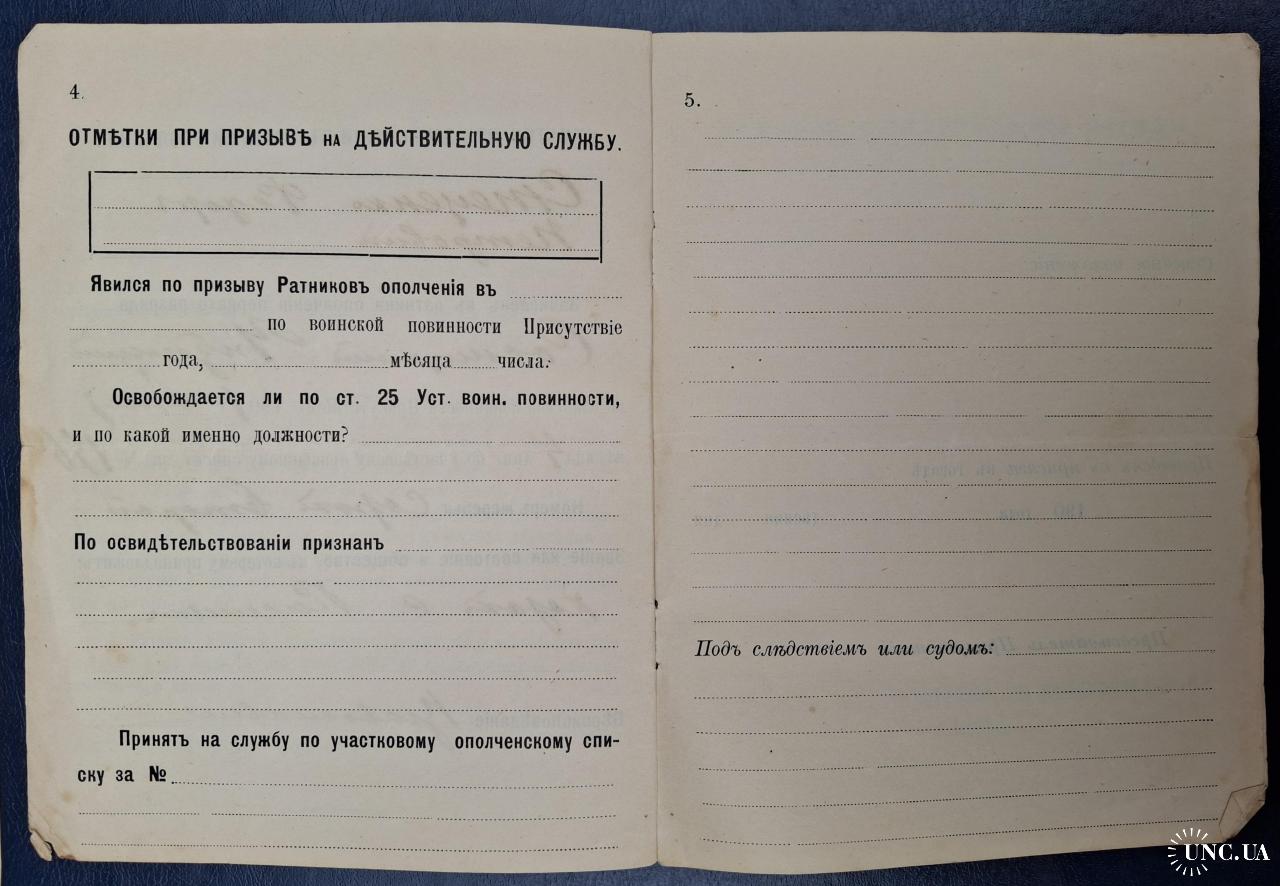 4.
ОТМѢТКИ ПРИ ПРИЗЫВѢ НА ДѢЙСТВИТЕЛЬНУЮ СЛУЖБУ.
Явился по призыву Ратниковъ ополченія въ
по воинской повинности Присутствіе
года, мѣсяца числа.
Освобождается ли по ст. 25 Уст. воин. повинности,
и по какой именно должности?
По освидѣтельствованіи признанъ
Принятъ на службу по участковому ополченскому спи-
ску за №
5.
Подъ слѣдствіемъ или судомъ:
UNC.UA